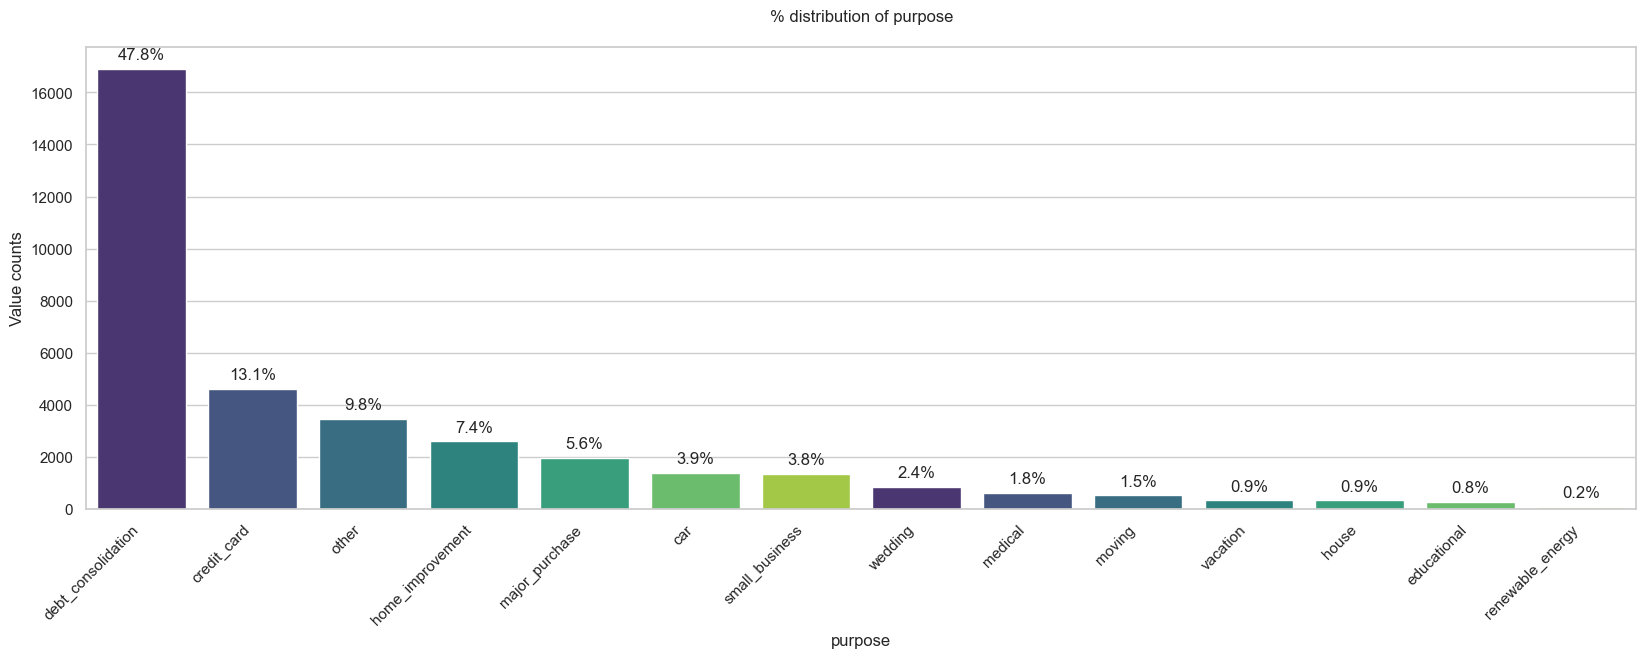 % distribution of purpose
Value counts
16000
14000
12000
10000
8000
6000
4000
2000
0
47.8%
13.1%
9.8%
7.4%
5.6%
3.9%
3.8%
2.4%
1.8%
1.5%
0.9%
0.9%
0.8%
0.2%
debt_consolidation
credit_card
other
home_improvement
major_purchase
car
small_business
wedding
medical
moving
vacation
house
educational
renewable_energy
purpose